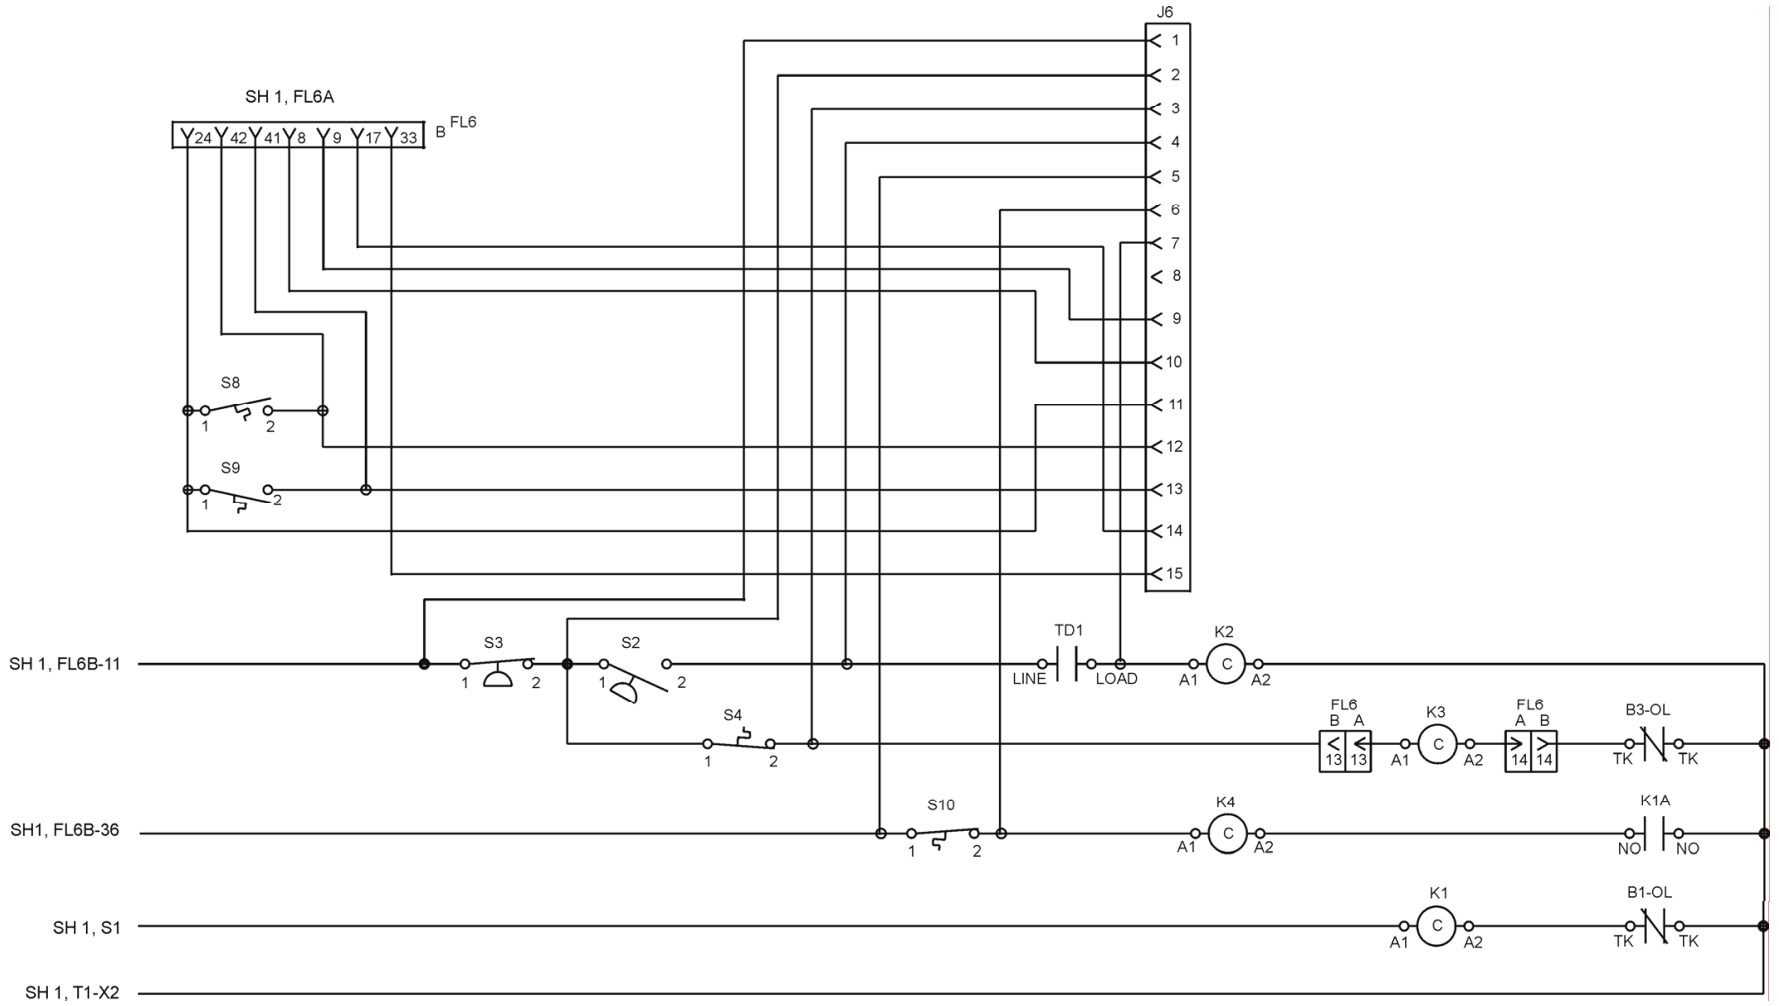 J6
1
2
3
4
5
6
7
8
9
10
11
12
13
14
15
SH 1, FL6A
24 42 41 8 9 17 33
B FL6
S8
1 2
S9
1 2
SH 1, FL6B-11
S3
1 2
S2
1 2
TD1
LINE LOAD
K2
C
A1 A2
S4
1 2
FL6
B A
13 13
K3
C
A1 A2
FL6
A B
14 14
B3-OL
TK TK
SH1, FL6B-36
S10
1 2
K4
C
A1 A2
K1A
NO NO
SH 1, S1
K1
C
A1 A2
B1-OL
TK TK
SH 1, T1-X2